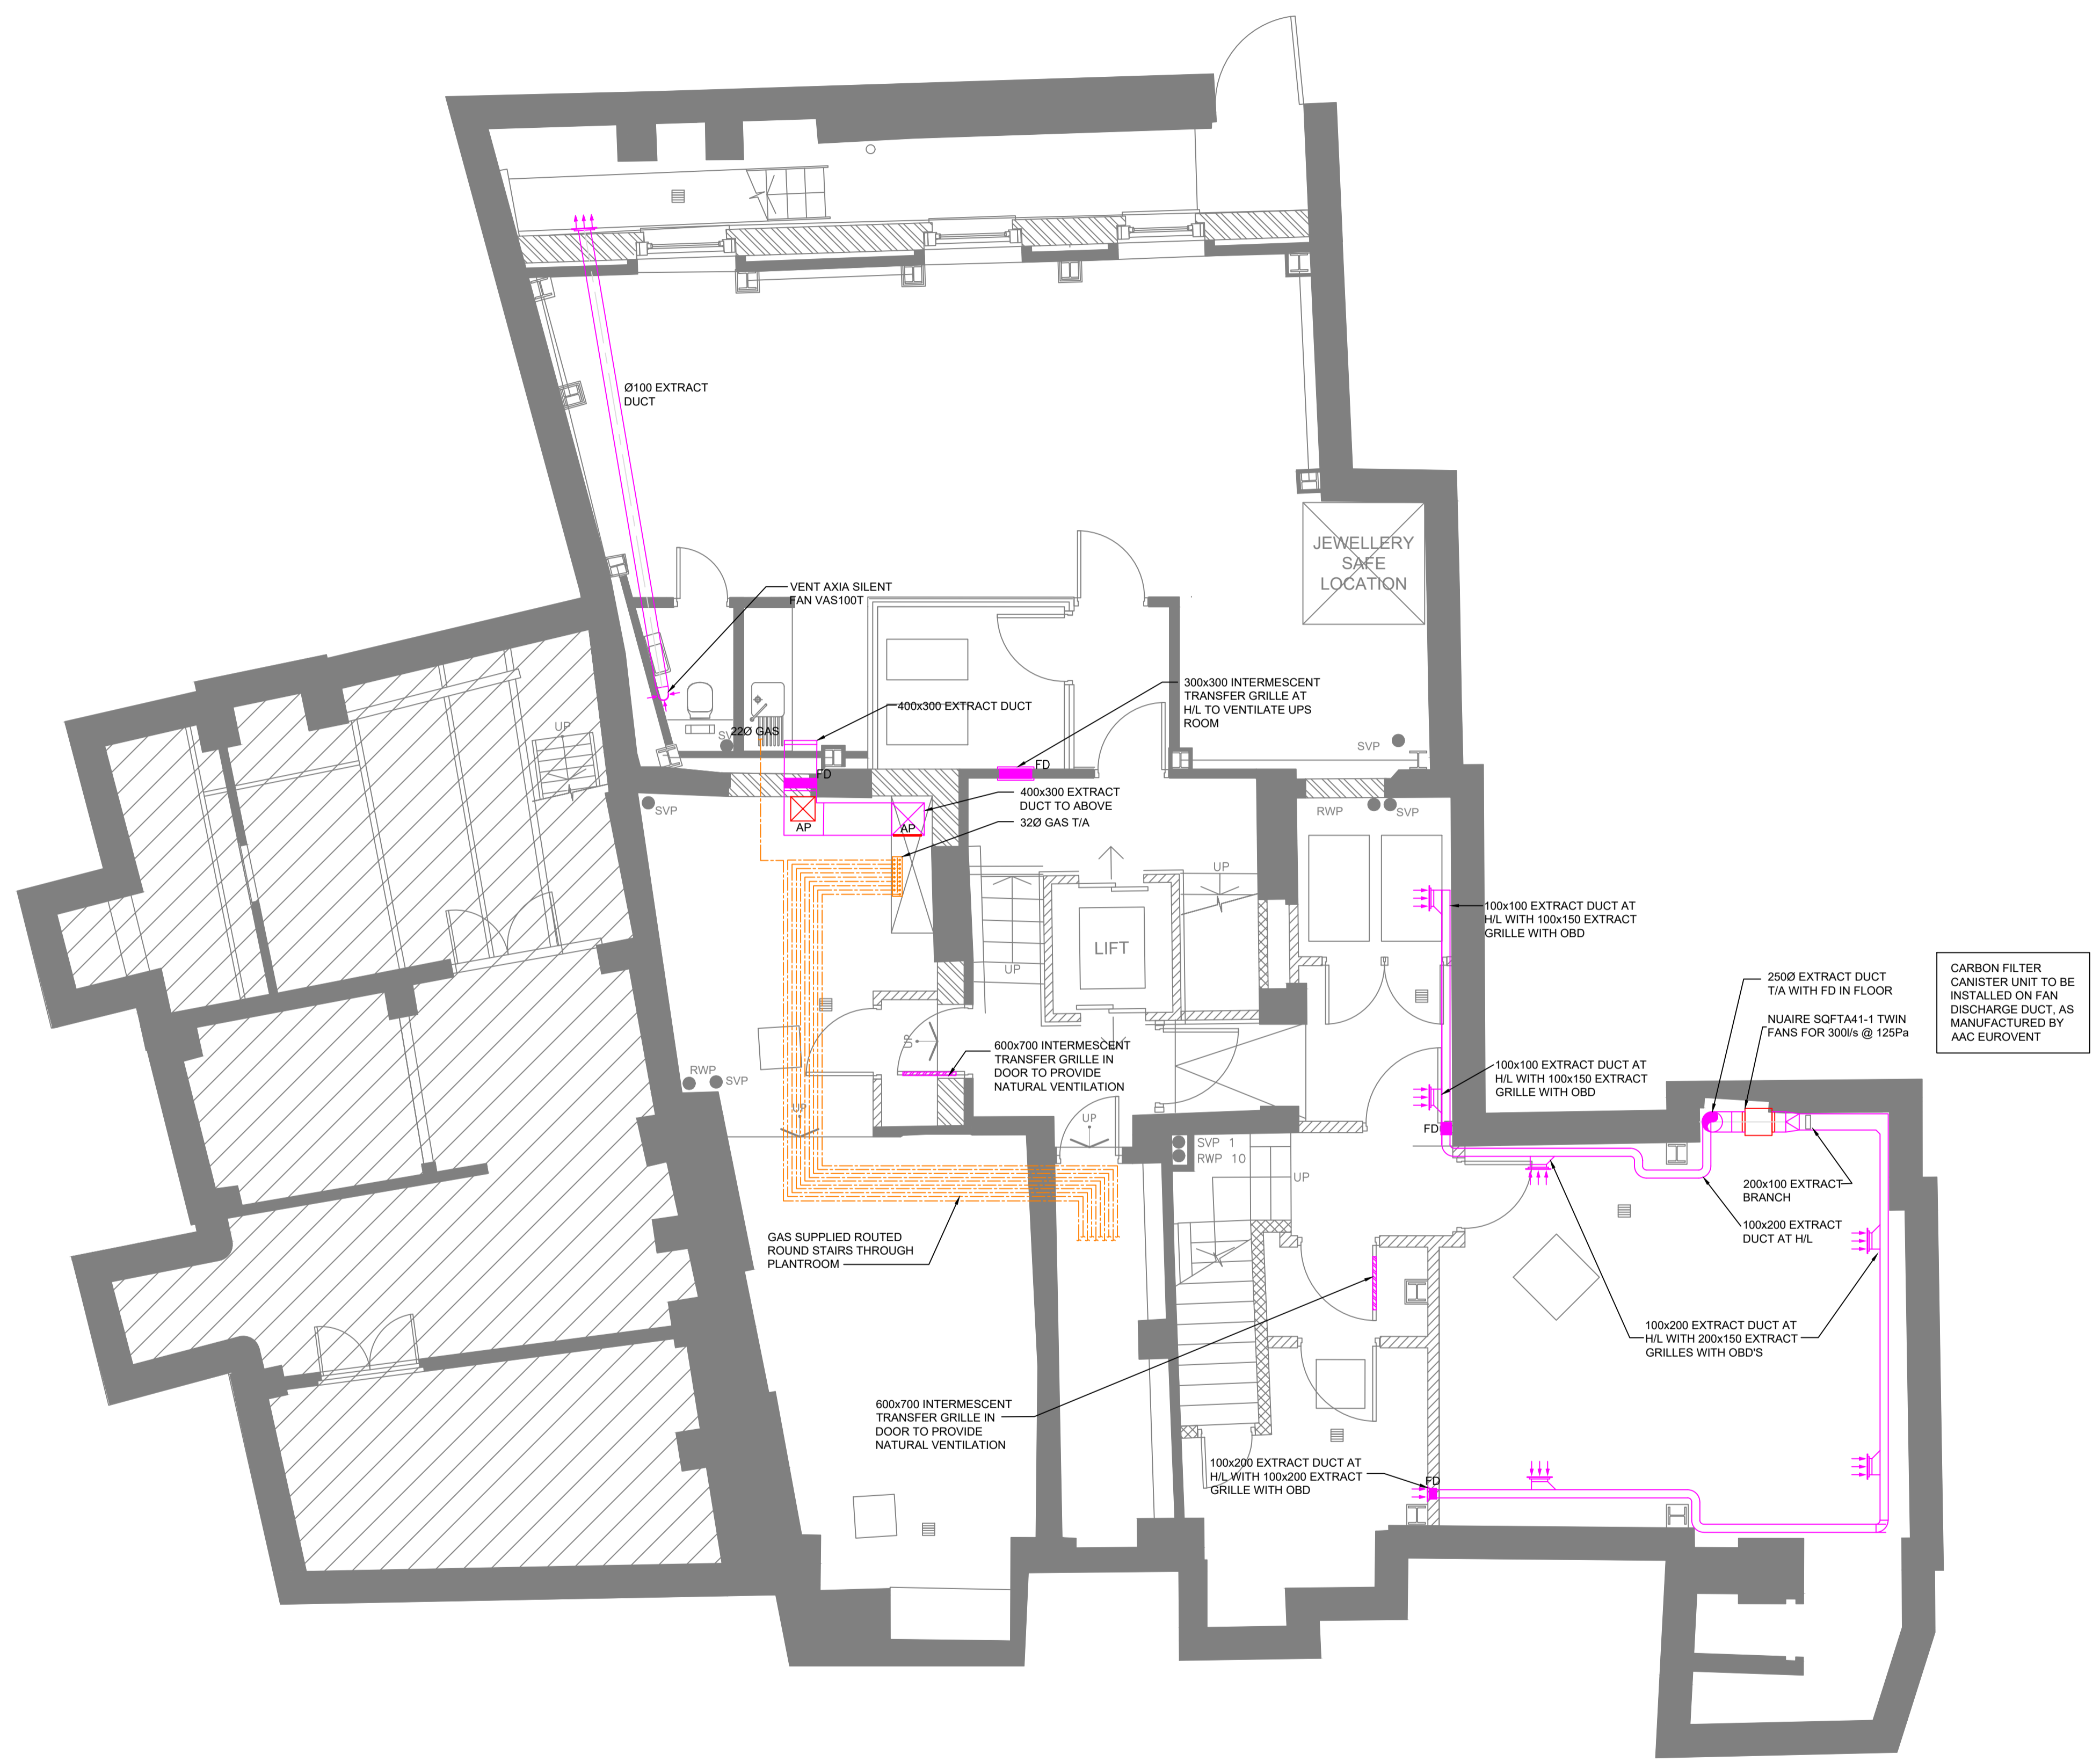 Ø100 EXTRACT
DUCT
JEWELLERY
SAFE
LOCATION
VENT AXIA SILENT
FAN VAS100T
300x300 INTERMESCENT
TRANSFER GRILLE AT
H/L TO VENTILATE UPS
ROOM
400x300 EXTRACT DUCT
UP
22Ø GAS
SVP
FD
FD
400x300 EXTRACT
DUCT TO ABOVE
32Ø GAS T/A
SVP
AP
AP
RWP
SVP
UP
LIFT
UP
100x100 EXTRACT DUCT AT
H/L WITH 100x150 EXTRACT
GRILLE WITH OBD
CARBON FILTER
CANISTER UNIT TO BE
INSTALLED ON FAN
DISCHARGE DUCT, AS
MANUFACTURED BY
AAC EUROVENT
250Ø EXTRACT DUCT
T/A WITH FD IN FLOOR
NUAIRE SQFTA41-1 TWIN
FANS FOR 300l/s @ 125Pa
UP
600x700 INTERMESCENT
TRANSFER GRILLE IN
DOOR TO PROVIDE
NATURAL VENTILATION
100x100 EXTRACT DUCT AT
H/L WITH 100x150 EXTRACT
GRILLE WITH OBD
RWP
SVP
UP
UP
FD
SVP 1
RWP 10
UP
200x100 EXTRACT
BRANCH
100x200 EXTRACT
DUCT AT H/L
GAS SUPPLIED ROUTED
ROUND STAIRS THROUGH
PLANTROOM
100x200 EXTRACT DUCT AT
H/L WITH 200x150 EXTRACT
GRILLES WITH OBD'S
600x700 INTERMESCENT
TRANSFER GRILLE IN
DOOR TO PROVIDE
NATURAL VENTILATION
100x200 EXTRACT DUCT AT
H/L WITH 100x200 EXTRACT
GRILLE WITH OBD
FD